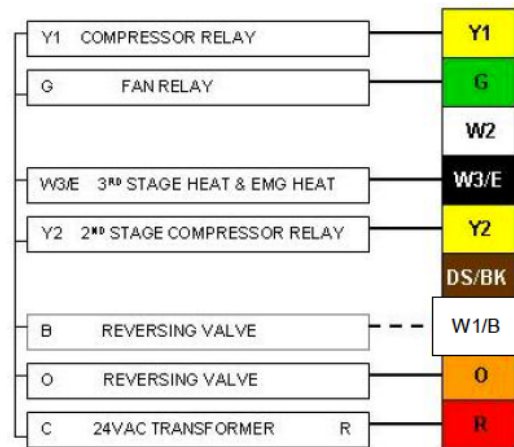 Y1 COMPRESSOR RELAY Y1
G FAN RELAY G
W2
W3/E 3RD STAGE HEAT & EMG HEAT W3/E
Y2 2ND STAGE COMPRESSOR RELAY Y2
DS/BK
B REVERSING VALVE W1/B
O REVERSING VALVE O
C 24VAC TRANSFORMER R R